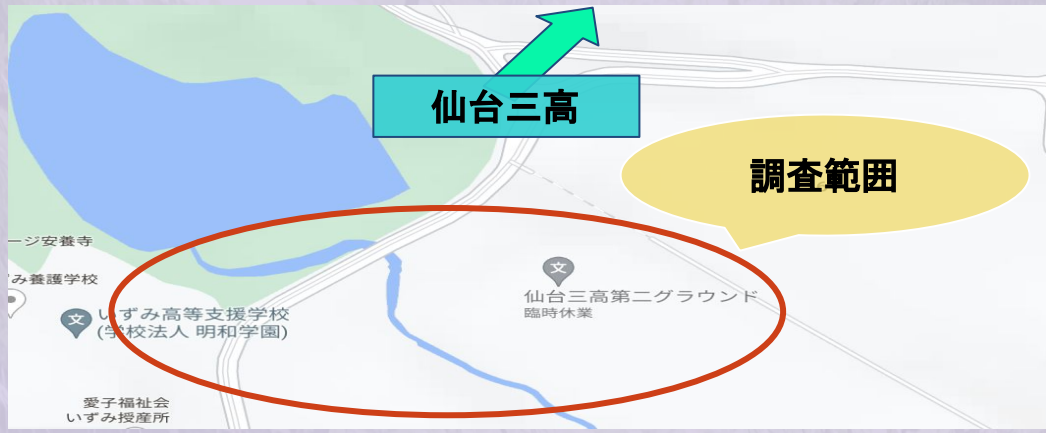 仙台三高
調査範囲
ージ安養寺
み養護学校
いずみ高等支援学校
(学校法人 明和学園)
仙台三高第二グラウンド
臨時休業
愛子福祉会
いずみ授産所